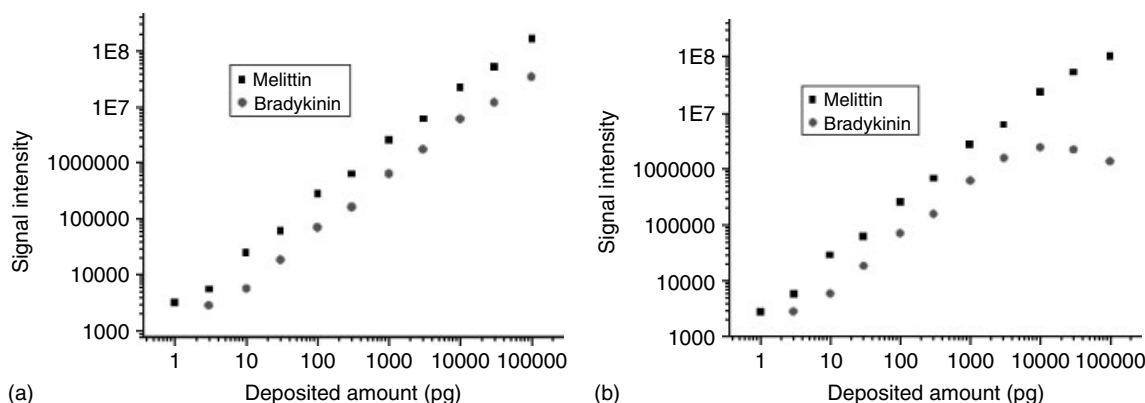 1E8
1E7
1000000
100000
10000
1000
Signal intensity
Melittin
Bradykinin
1 10 100 1000 10000 100000
Deposited amount (pg)
(a)
1E8
1E7
1000000
100000
10000
1000
Signal intensity
Melittin
Bradykinin
1 10 100 1000 10000 100000
Deposited amount (pg)
(b)